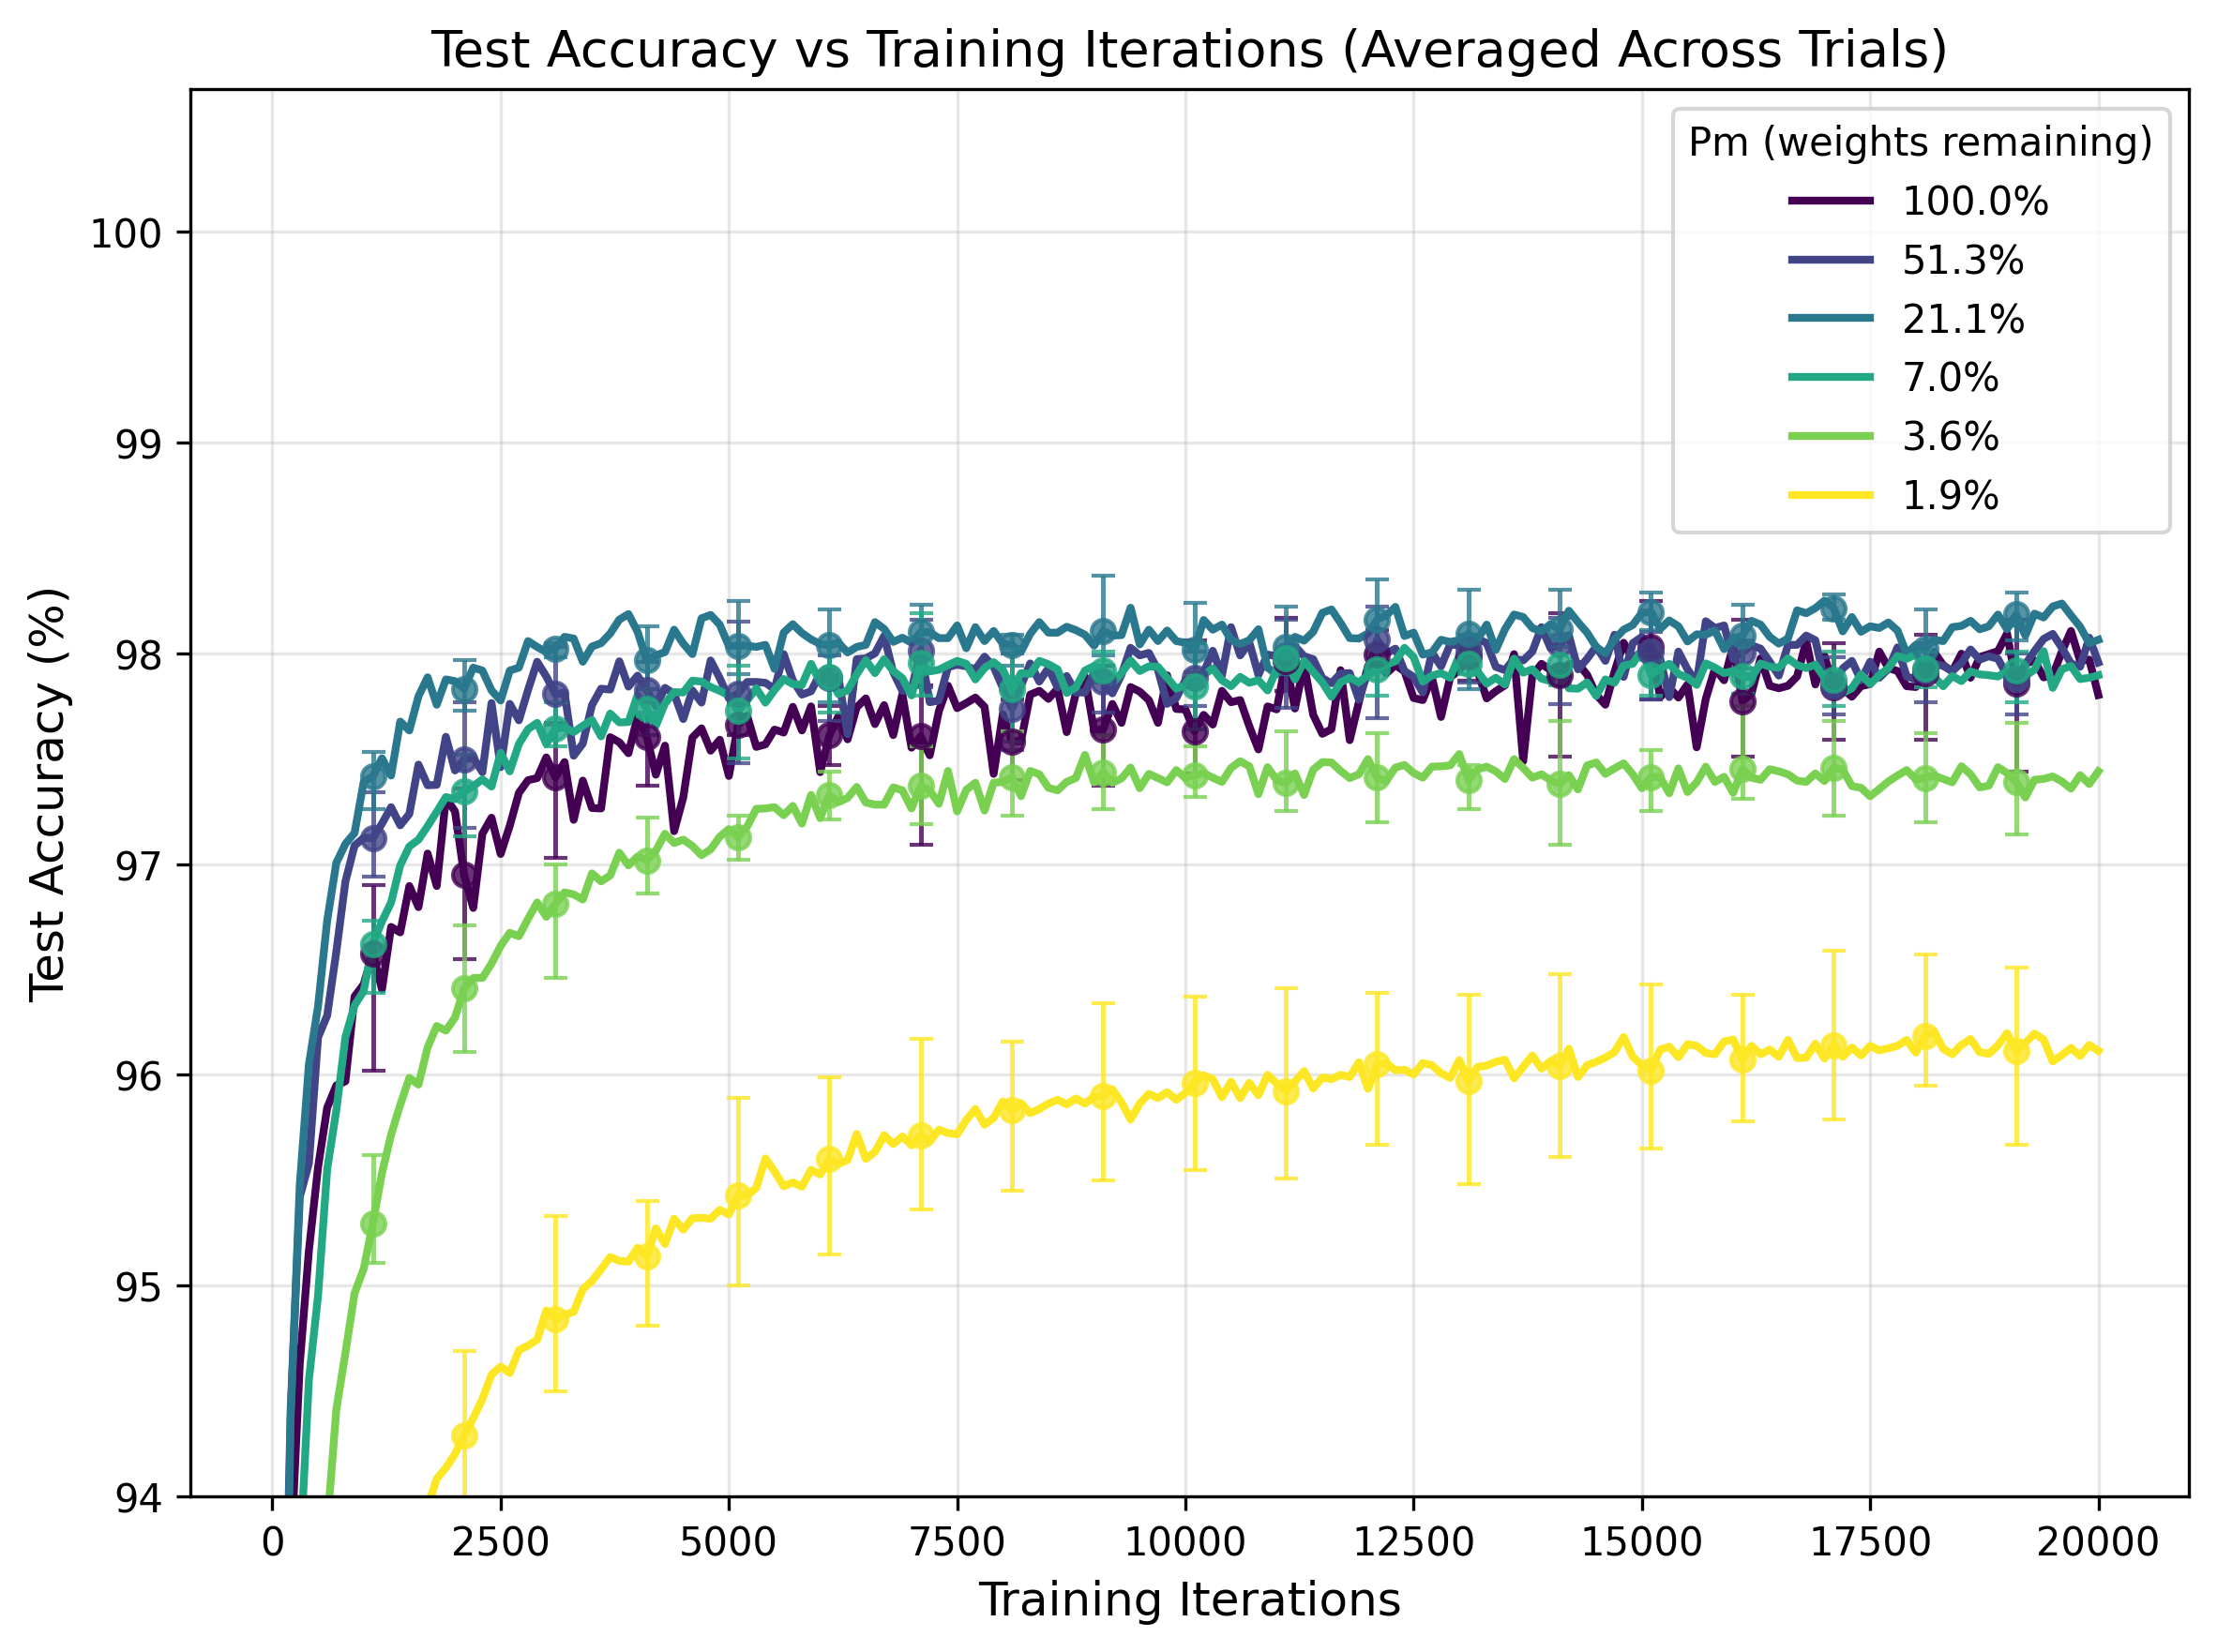 Test Accuracy vs Training Iterations (Averaged Across Trials)
Pm (weights remaining)
100.0%
51.3%
21.1%
7.0%
3.6%
1.9%
Test Accuracy (%)
100
99
98
97
96
95
94
0 2500 5000 7500 10000 12500 15000 17500 20000
Training Iterations